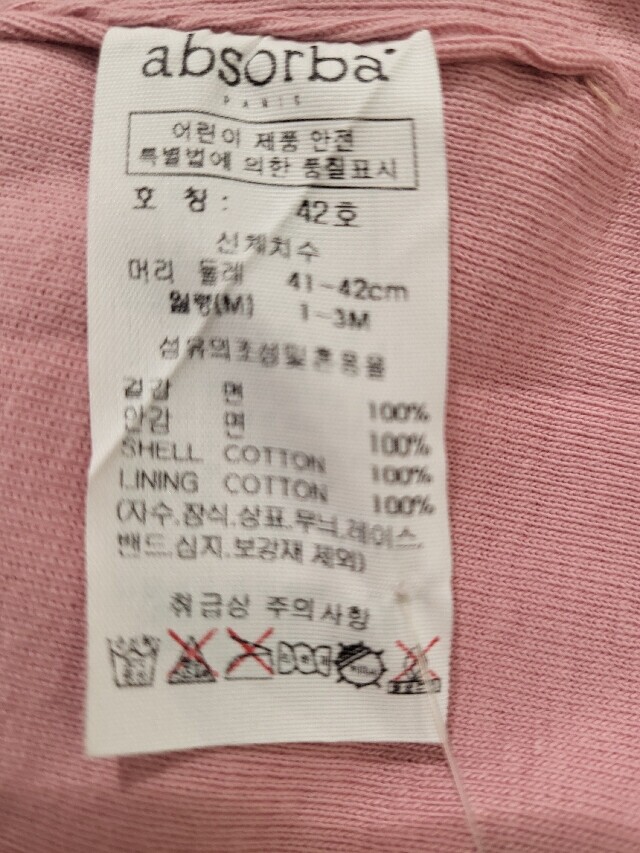 absorba
PARIS
어린이 제품 안전
특별법에 의한 품질표시
호 칭 : 42호
신체치수
머리 둘레 41-42cm
월령(M) 1-3M
섬유의조성및혼용율
겉감 면 100%
안감 면 100%
SHELL COTTON 100%
LINING COTTON 100%
(자수.장식.상표.무늬.레이스.
밴드.심지.보강재 제외)
취급상 주의사항